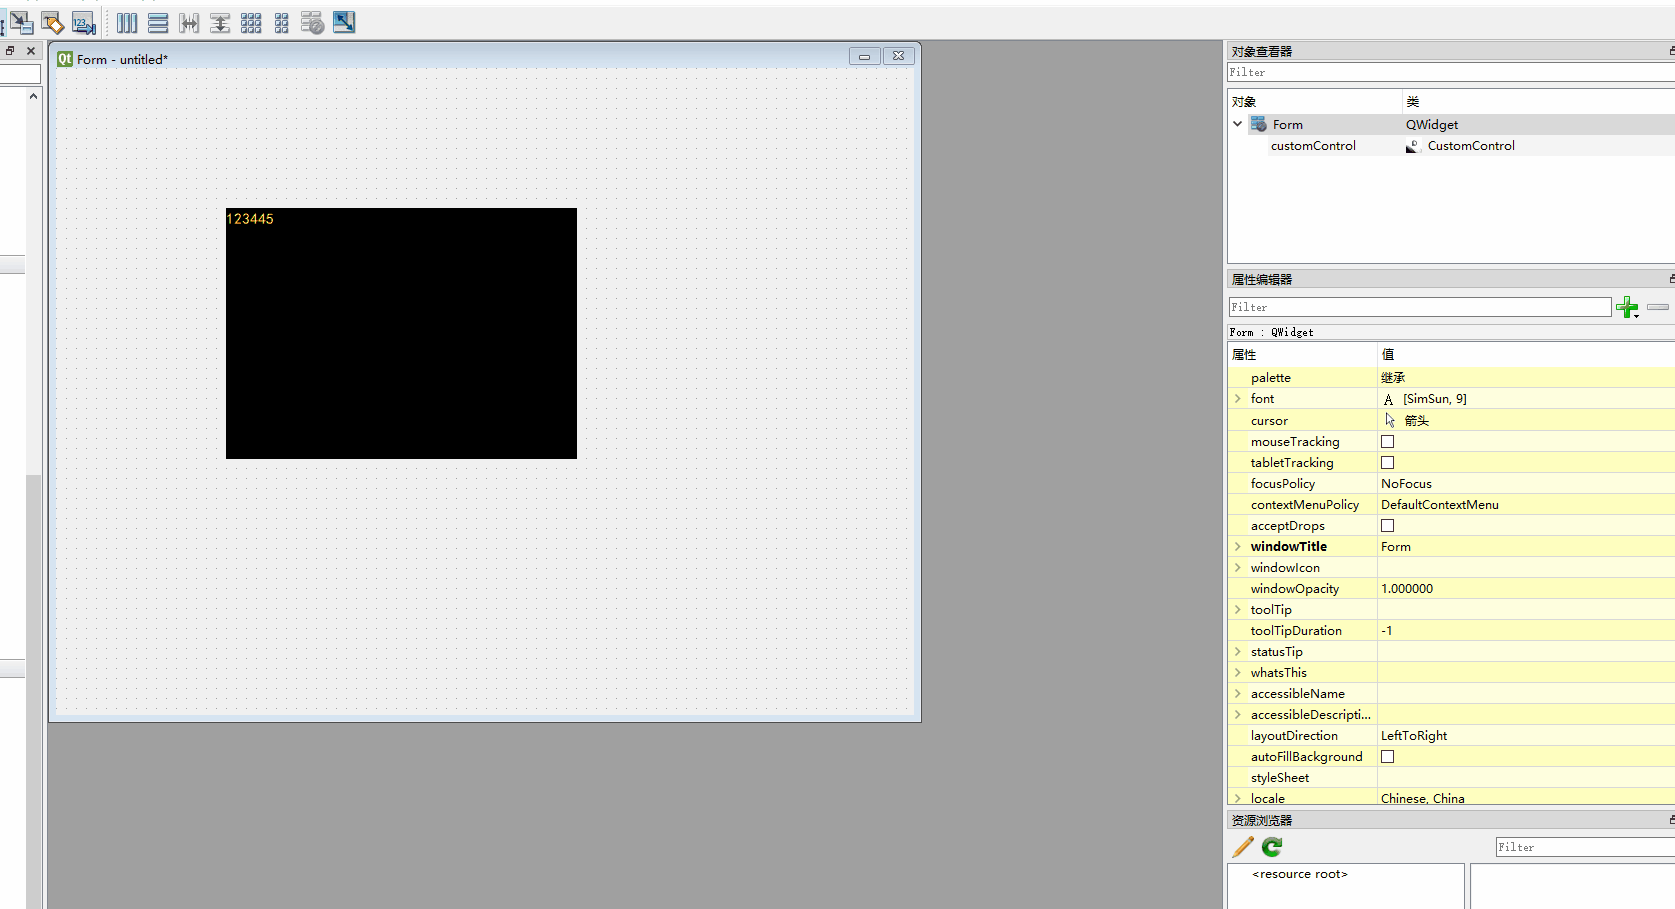 123
Form - untitled*
123445
对象查看器
Filter
对象 类
Form QWidget
customControl CustomControl
属性编辑器
Filter
Form : QWidget
属性 值
palette 继承
font A [SimSun, 9]
cursor 箭头
mouseTracking
tabletTracking
focusPolicy NoFocus
contextMenuPolicy DefaultContextMenu
acceptDrops
windowTitle Form
windowIcon
windowOpacity 1.000000
toolTip
toolTipDuration -1
statusTip
whatsThis
accessibleName
accessibleDescripti...
layoutDirection LeftToRight
autoFillBackground
styleSheet
locale Chinese, China
资源浏览器
Filter
<resource root>